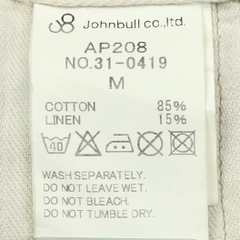 Johnbull co.,ltd.
AP208
NO.31-0419
M
COTTON 85%
LINEN 15%
40
WASH SEPARATELY.
DO NOT LEAVE WET.
DO NOT BLEACH.
DO NOT TUMBLE DRY.